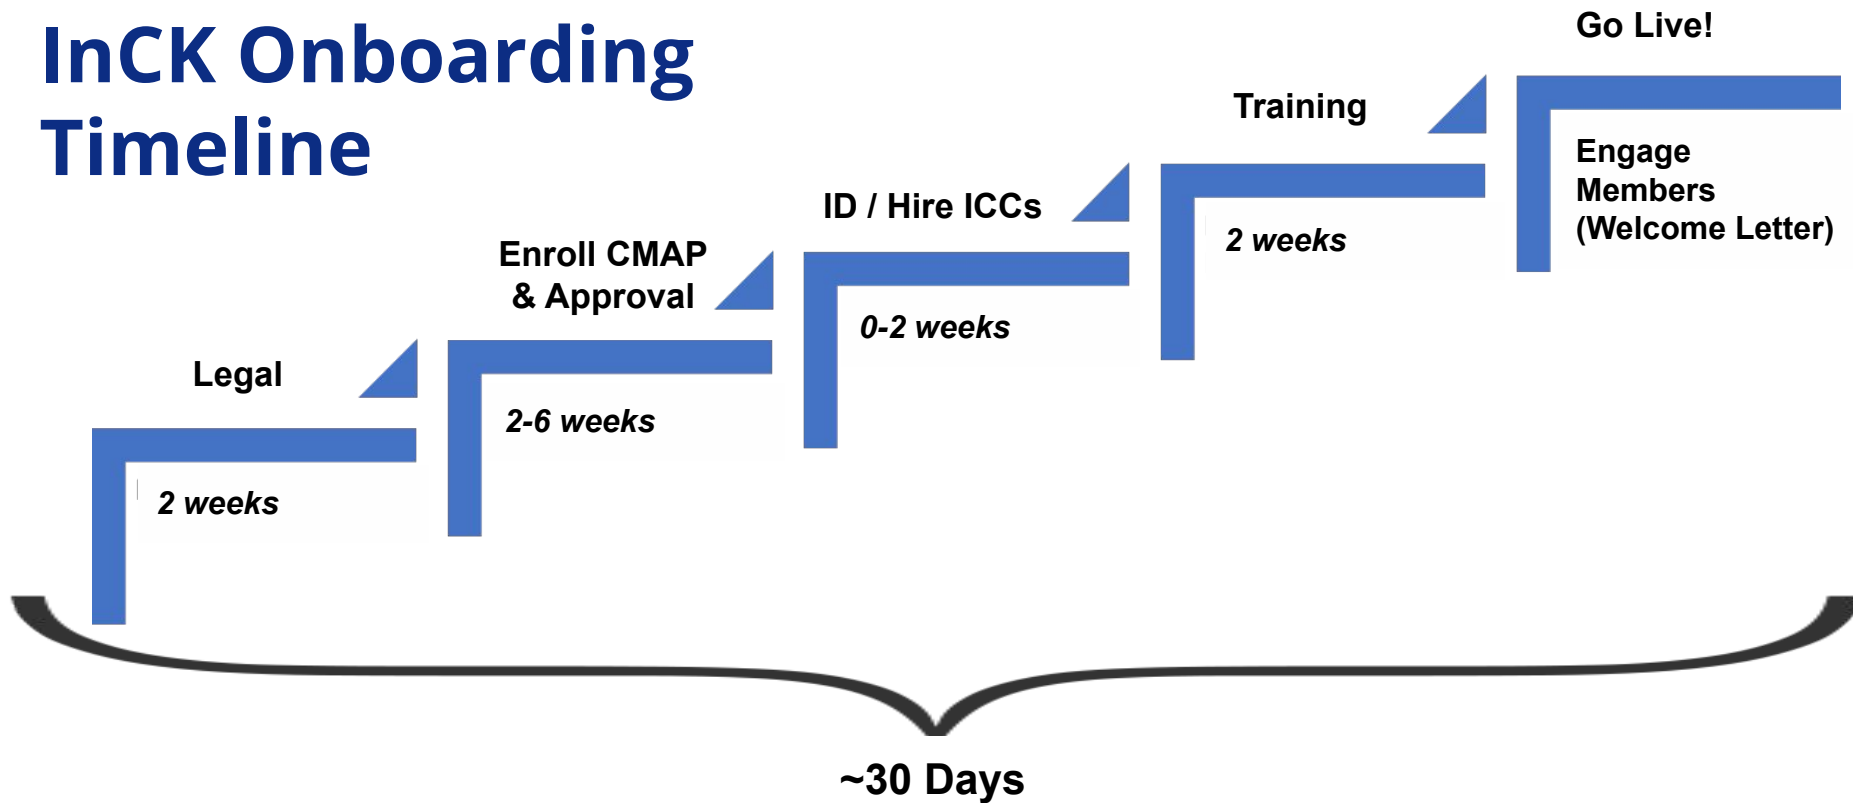 InCK Onboarding
Timeline
Legal
2 weeks
Enroll CMAP
& Approval
2-6 weeks
ID / Hire ICCs
0-2 weeks
Training
2 weeks
Go Live!
Engage
Members
(Welcome Letter)
~30 Days